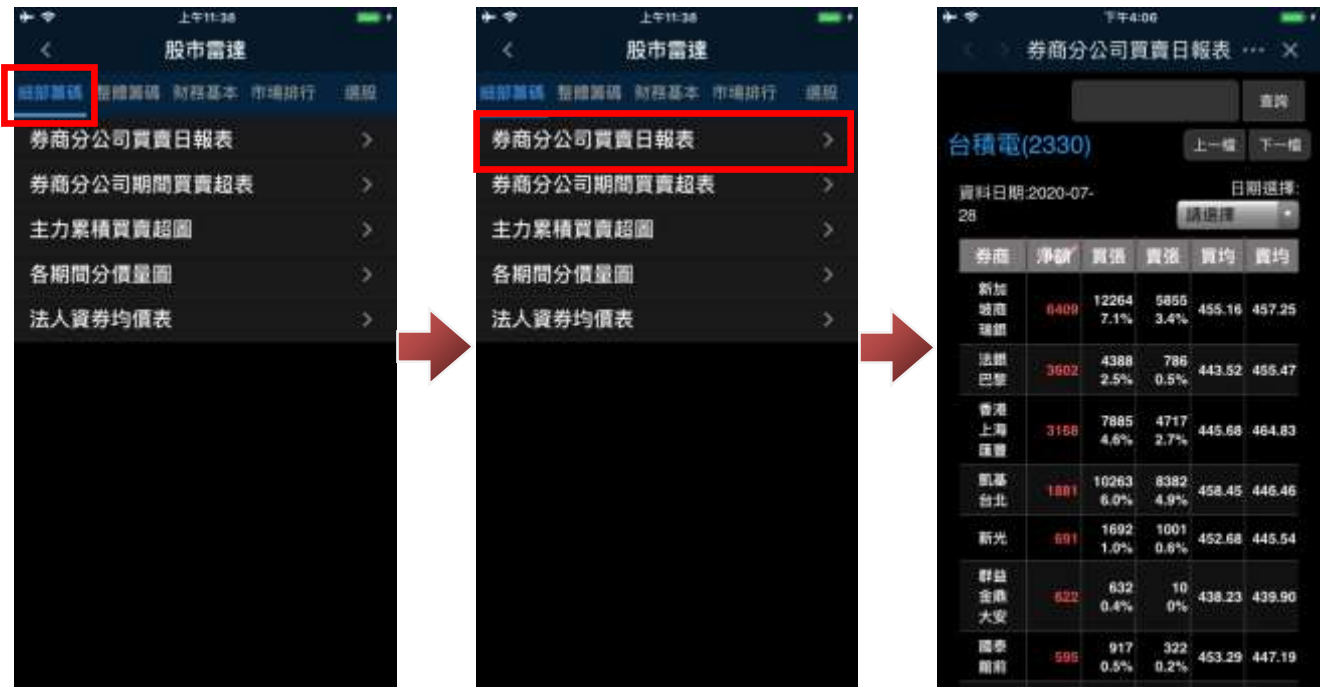 上午11:38
股市雷達
細部籌碼 整體籌碼 財務基本 市場排行 選股
券商分公司買賣日報表
券商分公司期間買賣超表
主力累積買賣超圖
各期間分價量圖
法人資券均價表
上午11:38
股市雷達
細部籌碼 整體籌碼 財務基本 市場排行 選股
券商分公司買賣日報表
券商分公司期間買賣超表
主力累積買賣超圖
各期間分價量圖
法人資券均價表
下午4:06
券商分公司買賣日報表 ···
查詢
台積電(2330) 上一檔 下一檔
資料日期:2020-07-
28
日期選擇:
請選擇
券商 淨額 買張 賣張 買均 賣均
新加
坡商
瑞銀
6409 12264 5855 455.16 457.25
7.1% 3.4%
法銀
巴黎
3602 4388 786 443.52 455.47
2.5% 0.5%
香港
上海
匯豐
3168 7885 4717 445.68 464.83
4.6% 2.7%
凱基
台北
1881 10263 8382 458.45 446.46
6.0% 4.9%
新光 691 1692 1001 452.68 445.54
1.0% 0.6%
群益
金鼎
大安
622 632 10 438.23 439.90
0.4% 0%
國泰
館前
595 917 322 453.29 447.19
0.5% 0.2%